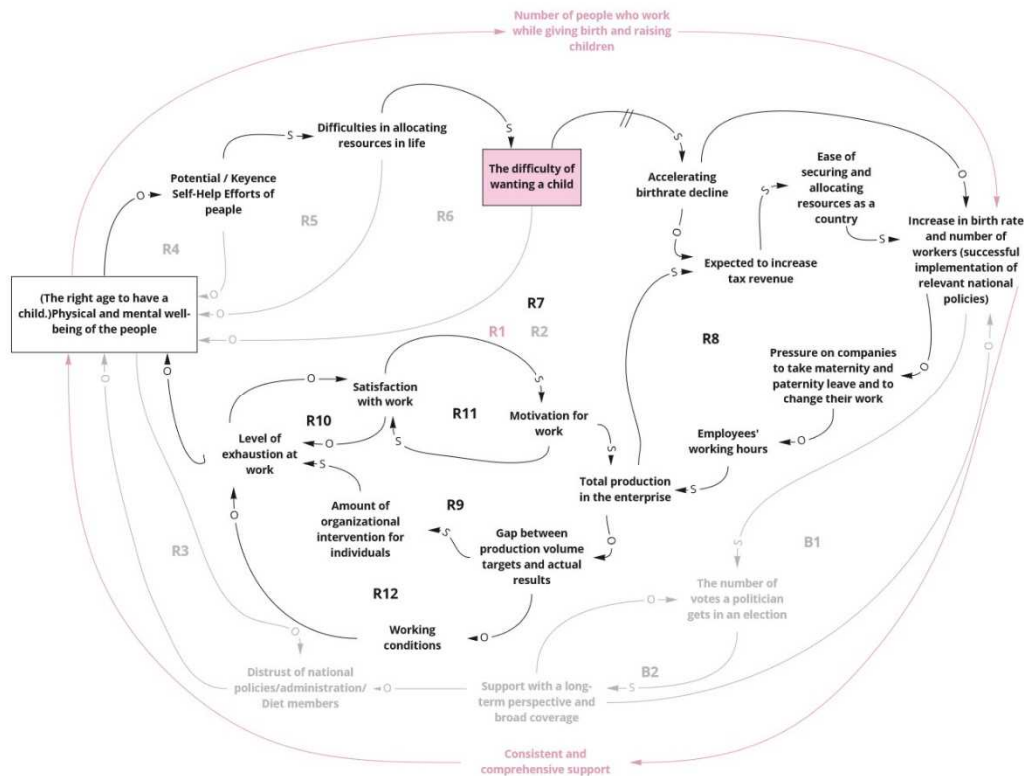 Number of people who work
while giving birth and raising
children
Difficulties in allocating
resources in life
S
S
The difficulty of
wanting a child
S
Accelerating
birthrate decline
Ease of
securing and
allocating
resources as a
country
O
S
S
Potential / Keyence
Self-Help Efforts of
peaple
O
R4
R5
R6
O
O
O
O
Expected to increase
tax revenue
S
Increase in birth rate
and number of
workers (successful
implementation of
relevant national
policies)
(The right age to have a
child.)Physical and mental well-
being of the people
R7
R1
R2
R8
O
O
Pressure on companies
to take maternity and
paternity leave and to
change their work
O
O
O
Satisfaction
with work
S
Motivation for
work
R10
R11
O
S
S
Level of
exhaustion at
work
S
Employees'
working hours
O
S
Total production
in the enterprise
Amount of
organizational
intervention for
individuals
R9
S
Gap between
production volume
targets and actual
results
O
O
R3
R12
B1
S
The number of
votes a politician
gets in an election
O
Working
conditions
O
O
B2
S
Distrust of national
policies/administration/
Diet members
O
Support with a long-
term perspective and
broad coverage
Consistent and
comprehensive support